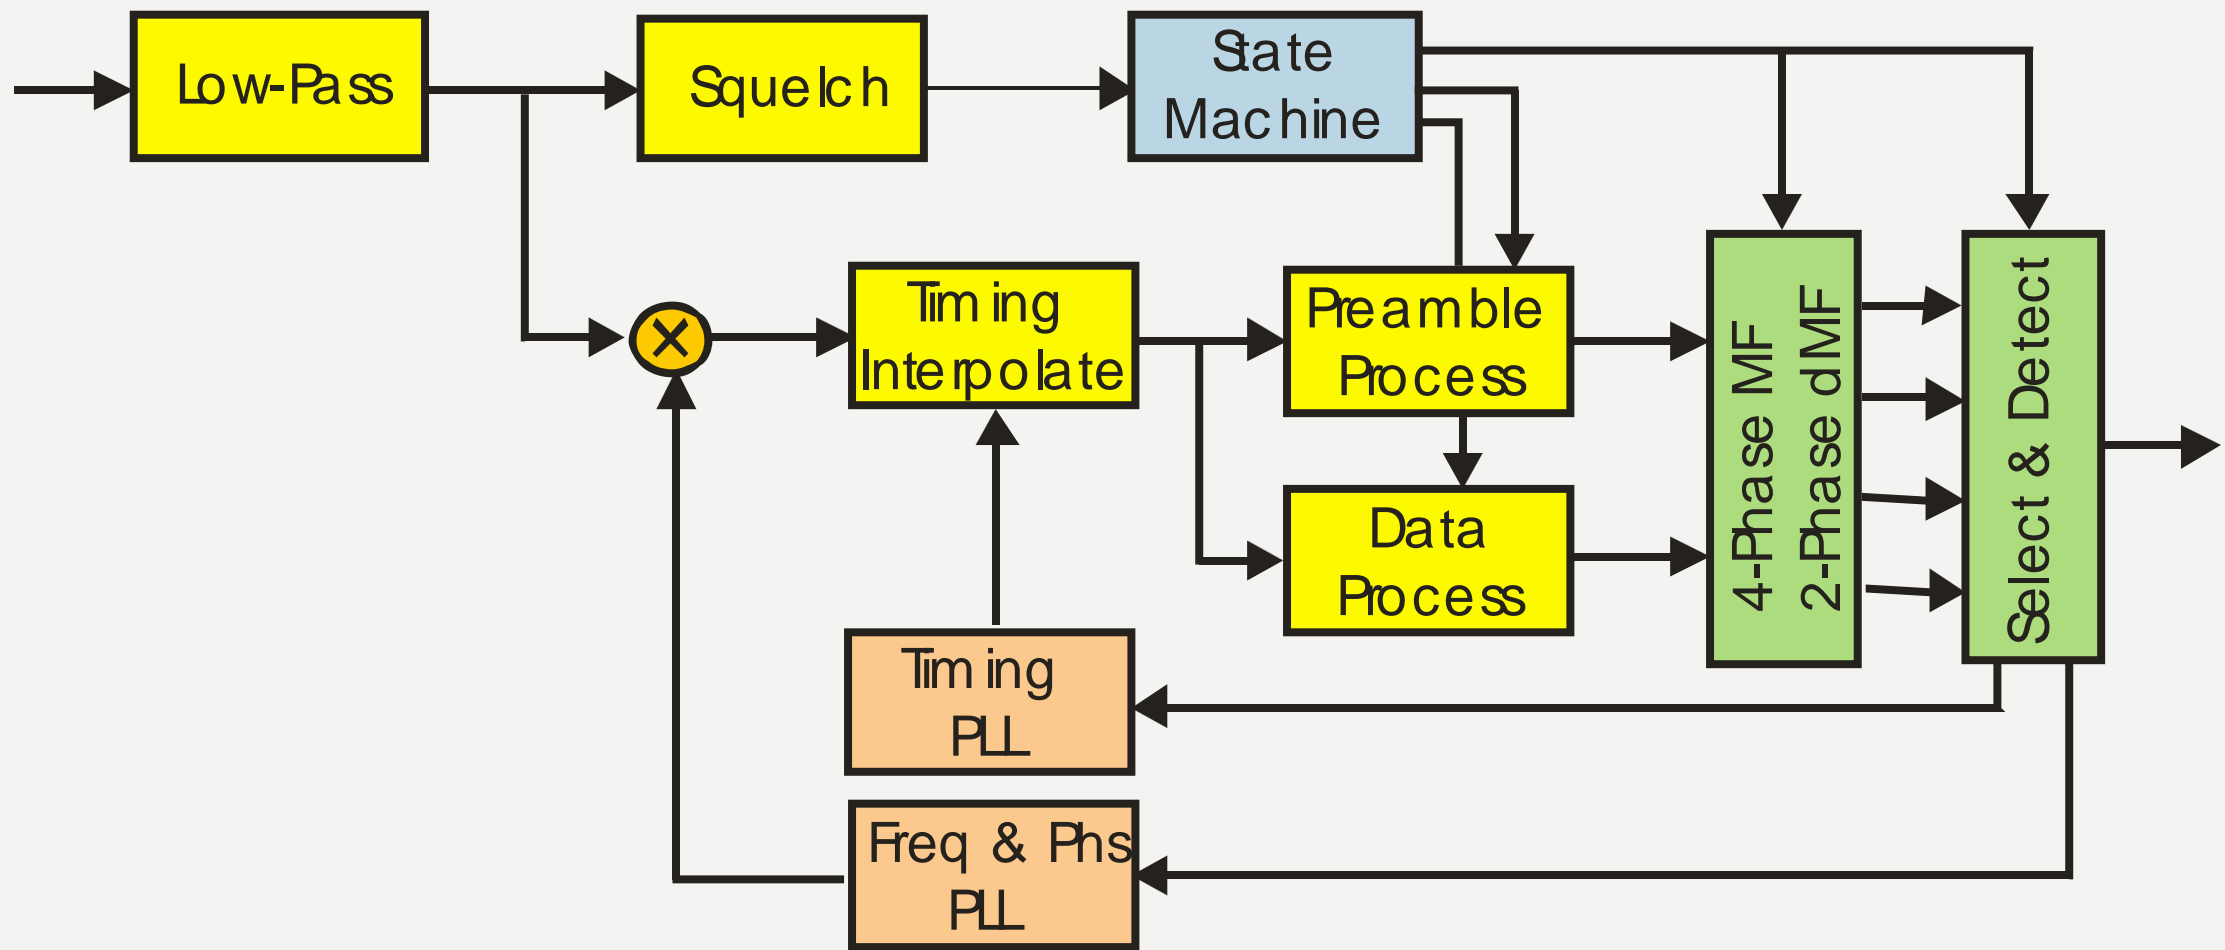 Low-Pass
Squelch
State
Machine
Timing
Interpolate
Preamble
Process
Data
Process
4-Phase MF
2-Phase dMF
Select & Detect
Timing
PLL
Freq & Phs
PLL